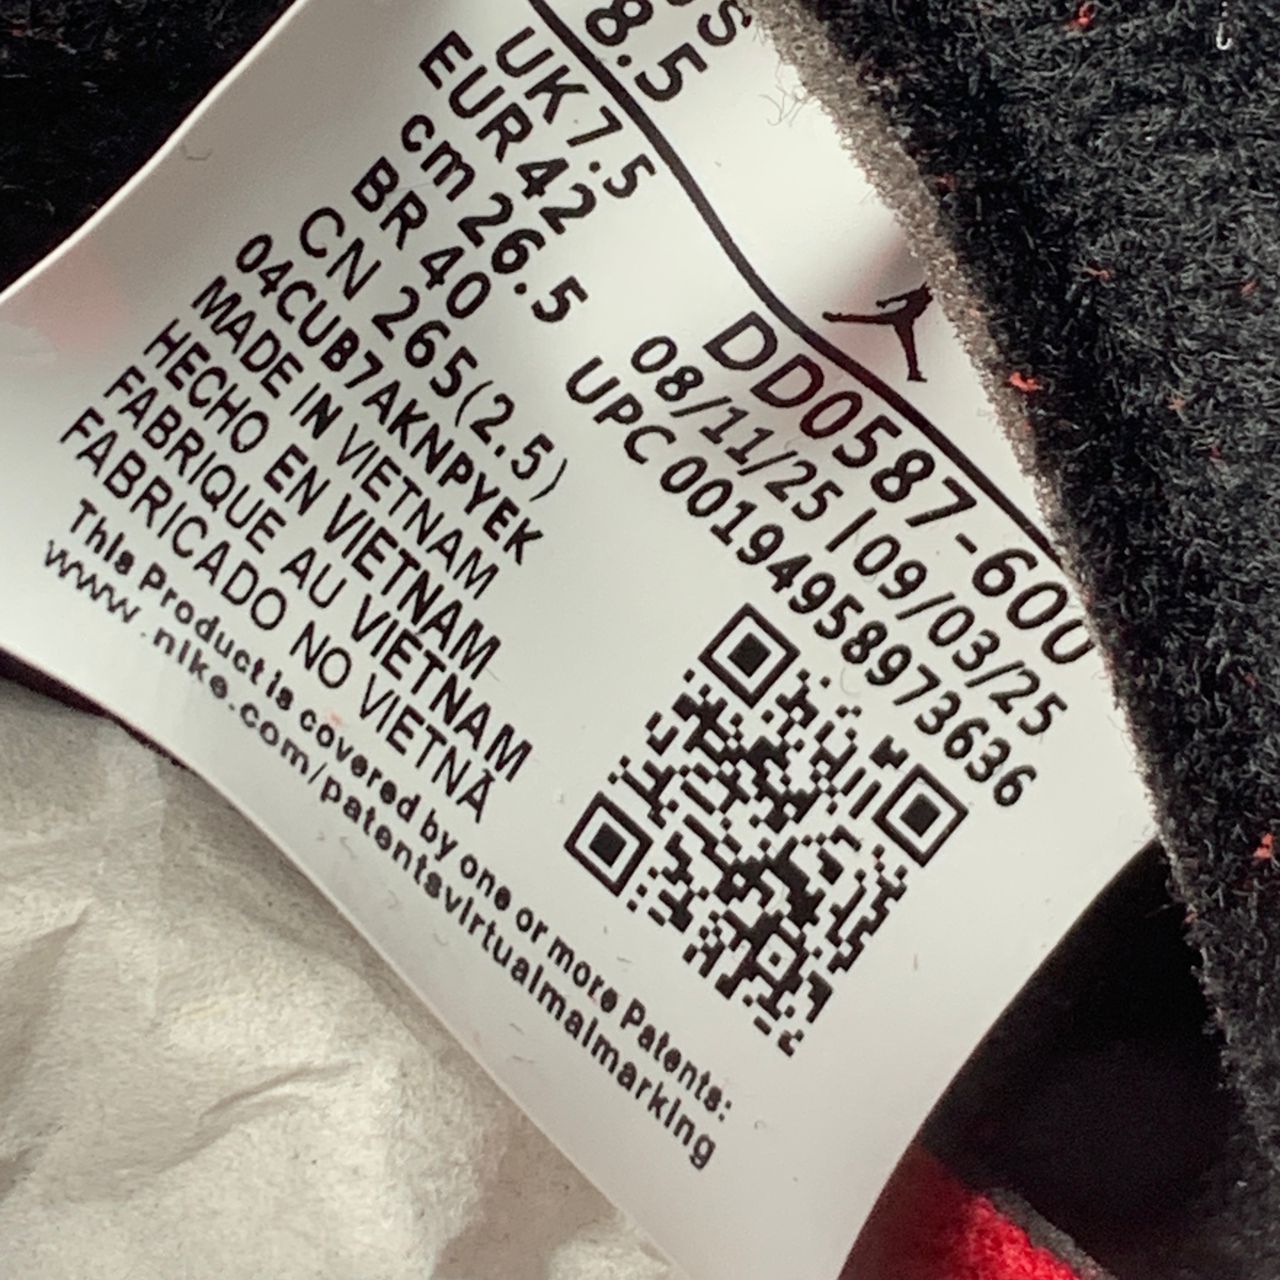 US
8.5
UK 7.5
EUR 42
cm 26.5
BR 40
CN 265(2.5)
04CUB7AKNPYEK
MADE IN VIETNAM
HECHO EN VIETNAM
FABRIQUE AU VIETNAM
FABRICADO NO VIETNÃ
This Product is covered by one or more Patents:
www.nike.com/patentsvirtualmalmarking
DD0587-600
08/11/25 | 09/03/25
UPC 00194958973636